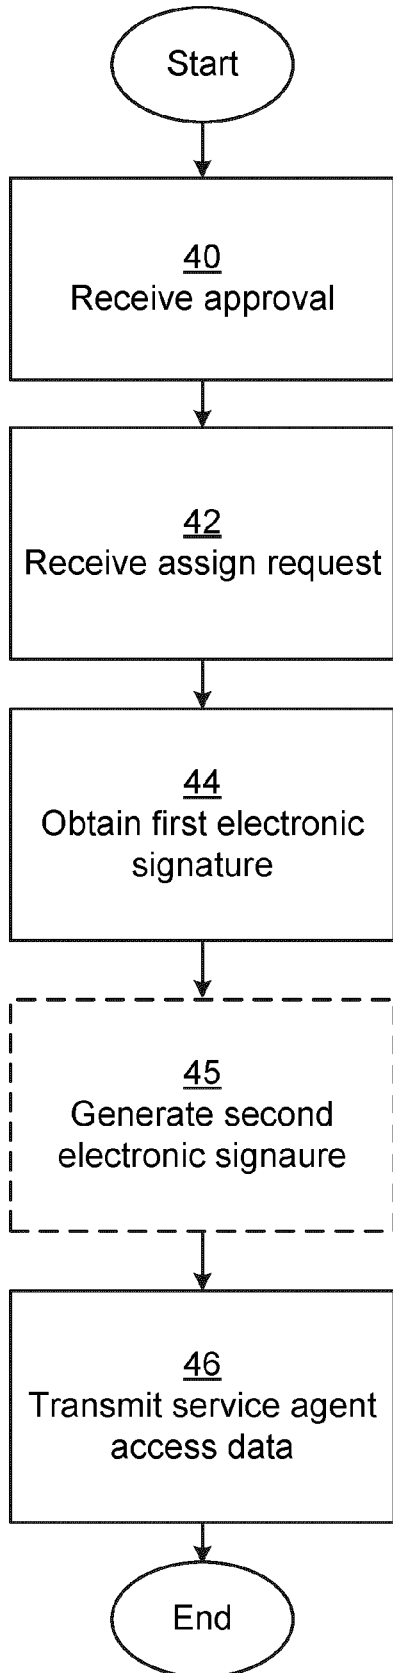 Start
40
Receive approval
42
Receive assign request
44
Obtain first electronic
signature
45
Generate second
electronic signaure
46
Transmit service agent
access data
End